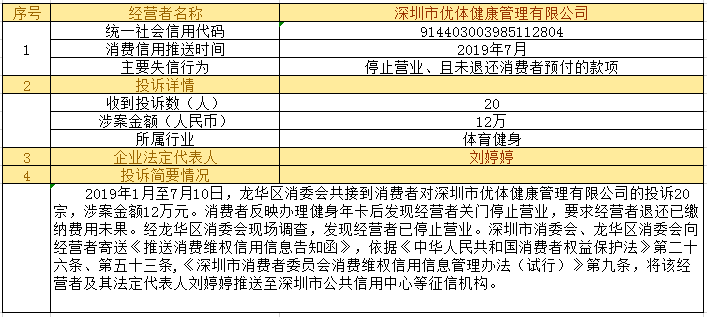 序号 经营者名称 深圳市优体健康管理有限公司
统一社会信用代码 914403003985112804
1 消费信用推送时间 2019年7月
主要失信行为 停止营业、且未退还消费者预付的款项
2 投诉详情
收到投诉数（人） 20
涉案金额（人民币） 12万
所属行业 体育健身
3 企业法定代表人 刘婷婷
4 投诉简要情况
2019年1月至7月10日，龙华区消委会共接到消费者对深圳市优体健康管理有限公司的投诉20
宗，涉案金额12万元。消费者反映办理健身年卡后发现经营者关门停止营业，要求经营者退还已缴
纳费用未果。经龙华区消委会现场调查，发现经营者已停止营业。深圳市消委会、龙华区消委会向
经营者寄送《推送消费维权信用信息告知函》，依据《中华人民共和国消费者权益保护法》第二十
六条、第五十三条,《深圳市消费者委员会消费维权信用信息管理办法（试行）》第九条，将该经
营者及其法定代表人刘婷婷推送至深圳市公共信用中心等征信机构。